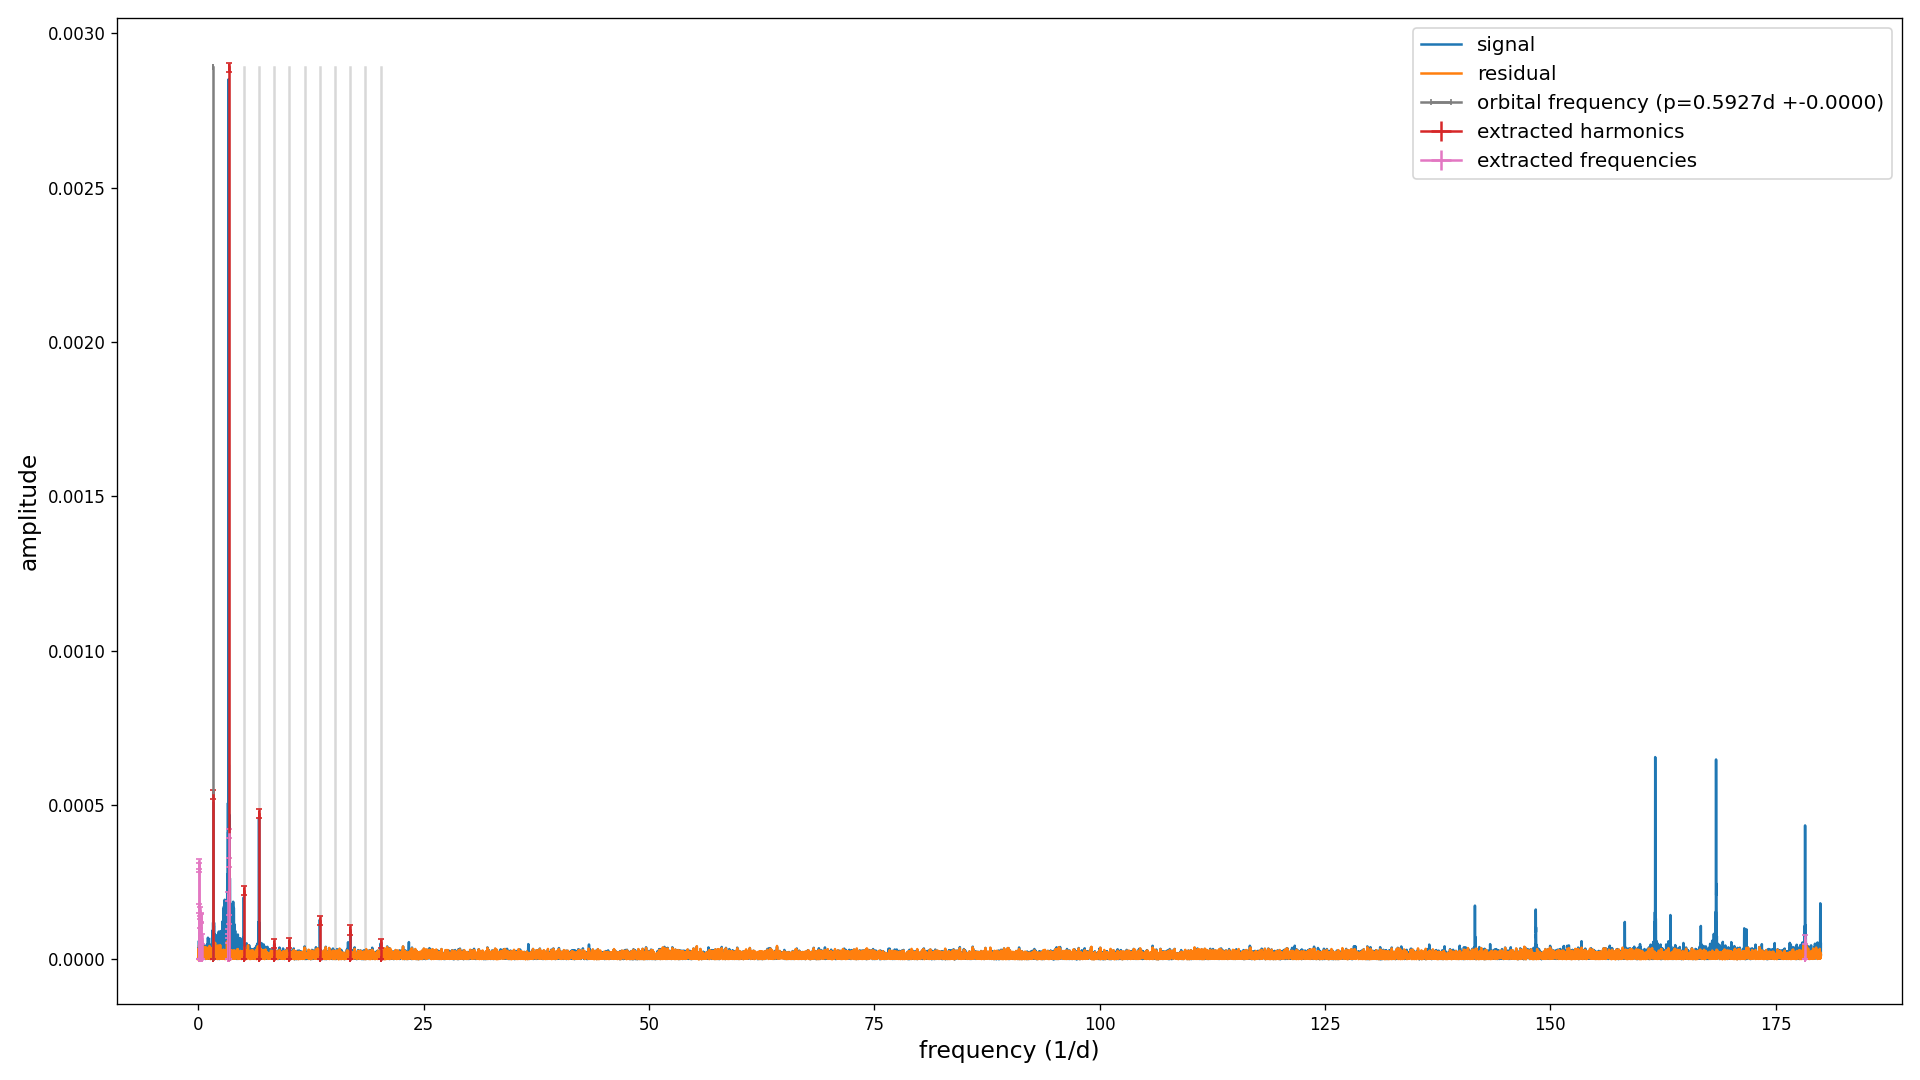 signal
residual
orbital frequency (p=0.5927d +-0.0000)
extracted harmonics
extracted frequencies
0.0030
0.0025
0.0020
0.0015
0.0010
0.0005
0.0000
amplitude
0 25 50 75 100 125 150 175
frequency (1/d)